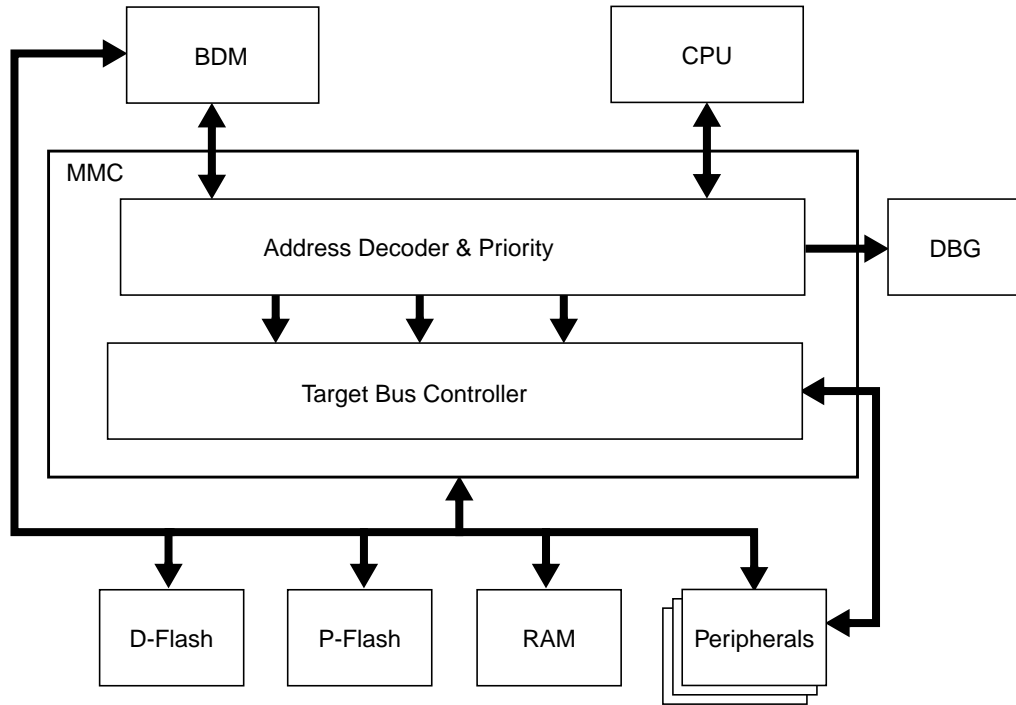 BDM
CPU
MMC
Address Decoder & Priority
DBG
Target Bus Controller
D-Flash
P-Flash
RAM
Peripherals